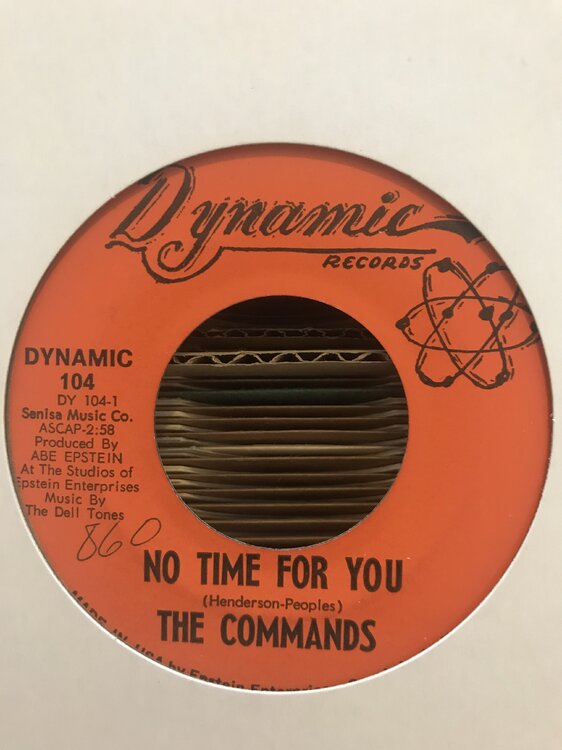 Dynamic
RECORDS
DYNAMIC
104
DY 104-1
Senisa Music Co.
ASCAP-2:58
Produced By
ABE EPSTEIN
At The Studios of
Epstein Enterprises
Music By
The Dell Tones
860
NO TIME FOR YOU
(Henderson-Peoples)
THE COMMANDS
MADE IN USA by Epstein